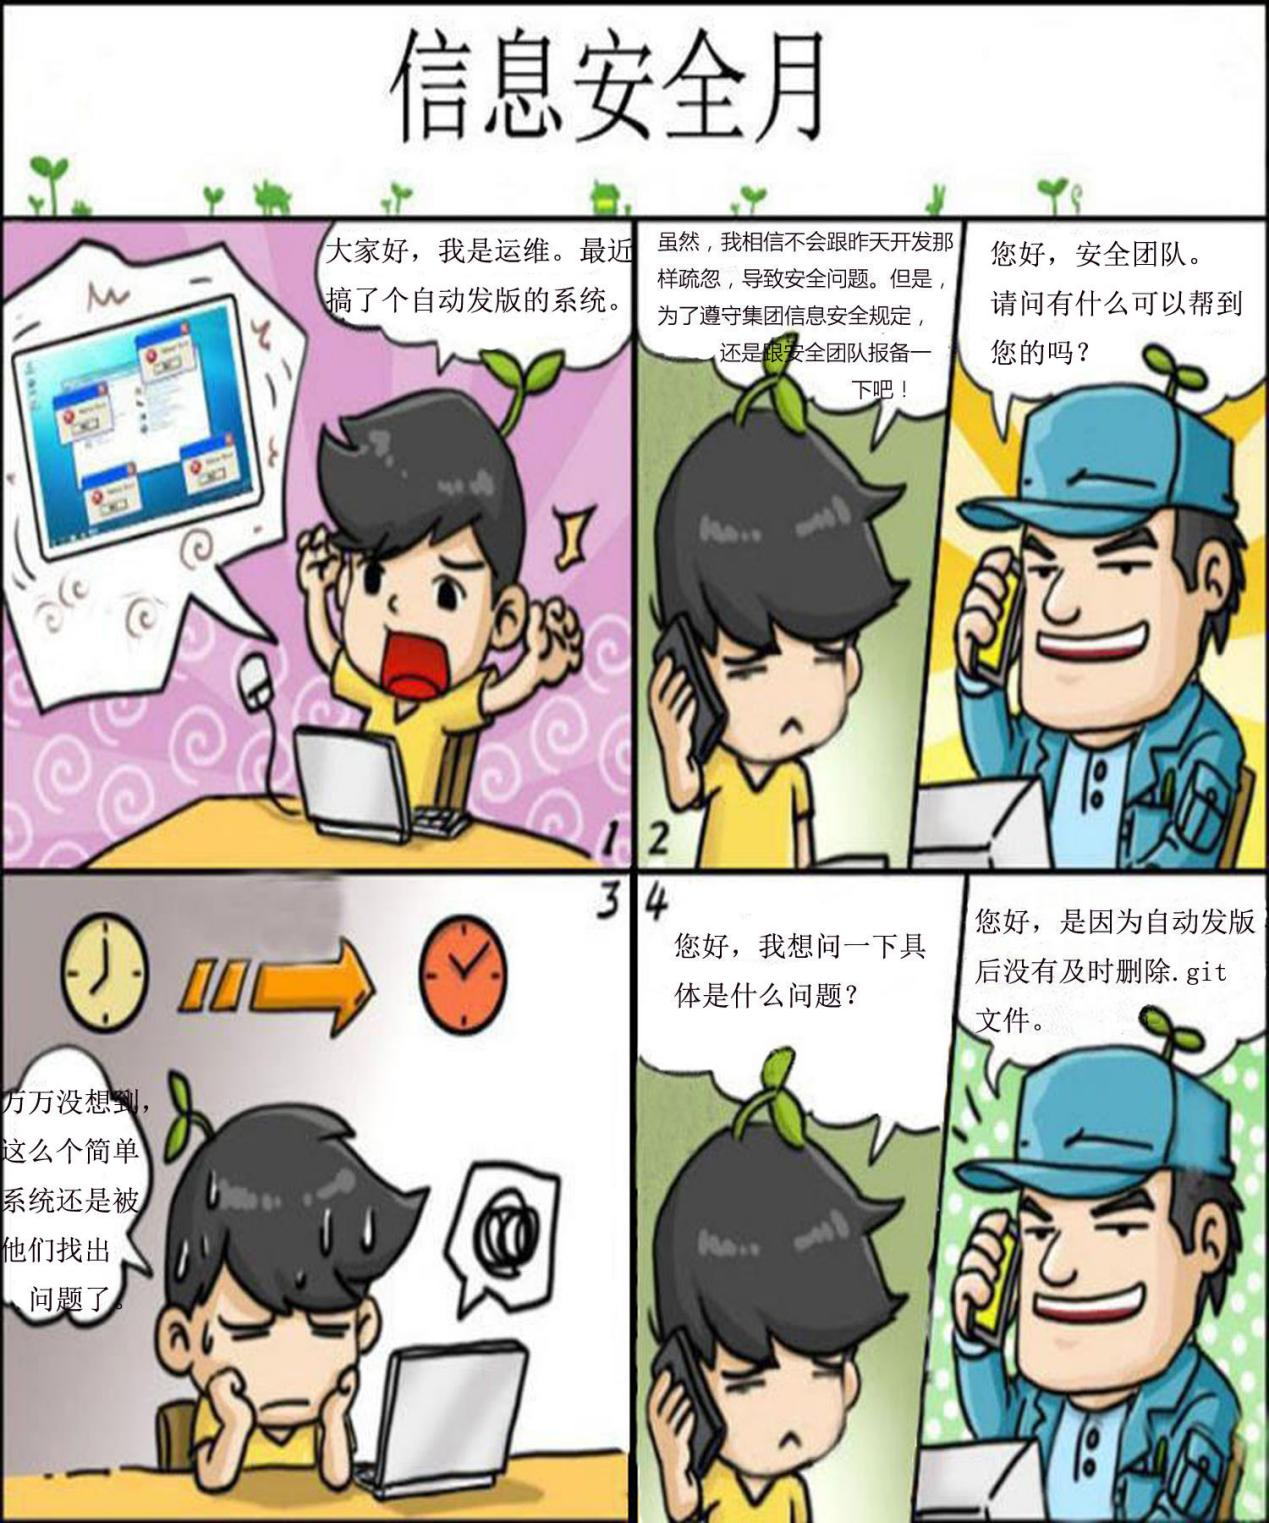 信息安全月
大家好，我是运维。最近
搞了个自动发版的系统。
1
虽然，我相信不会跟昨天开发那
样疏忽，导致安全问题。但是，
为了遵守集团信息安全规定，
还是跟安全团队报备一
下吧！
您好，安全团队。
请问有什么可以帮到
您的吗？
2
3
万万没想到，
这么个简单
系统还是被
他们找出
问题了。
4
您好，我想问一下具
体是什么问题？
您好，是因为自动发版
后没有及时删除.git
文件。